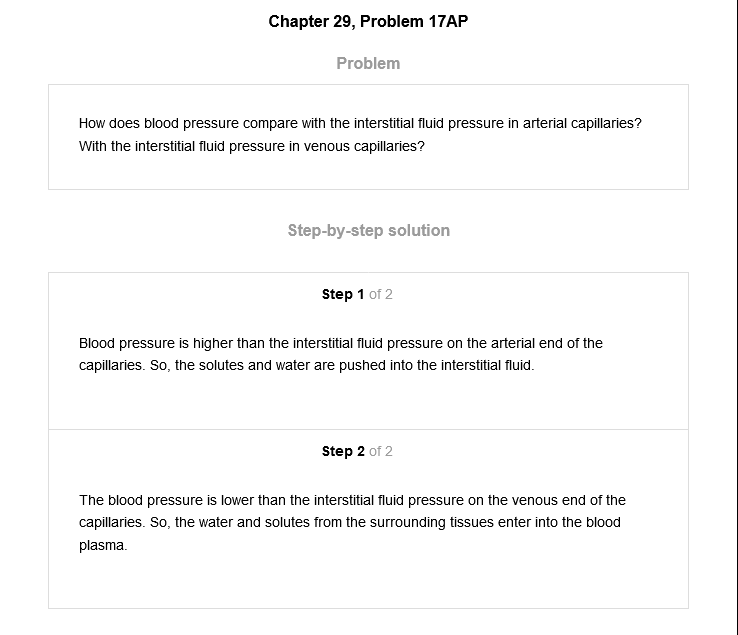 Chapter 29, Problem 17AP
Problem
How does blood pressure compare with the interstitial fluid pressure in arterial capillaries?
With the interstitial fluid pressure in venous capillaries?
Step-by-step solution
Step 1 of 2
Blood pressure is higher than the interstitial fluid pressure on the arterial end of the
capillaries. So, the solutes and water are pushed into the interstitial fluid.
Step 2 of 2
The blood pressure is lower than the interstitial fluid pressure on the venous end of the
capillaries. So, the water and solutes from the surrounding tissues enter into the blood
plasma.